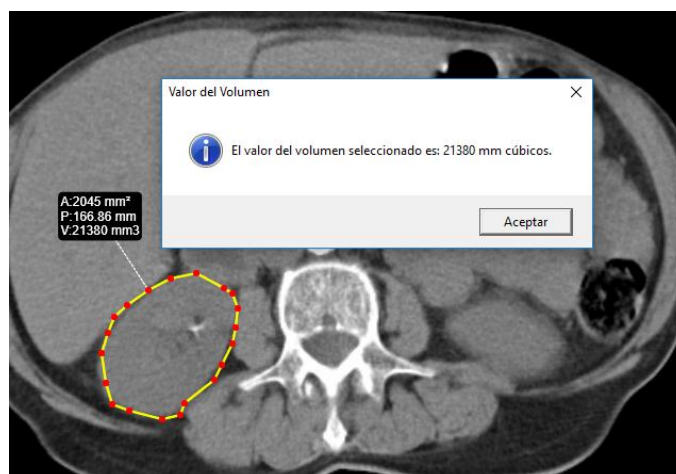 Valor del Volumen
El valor del volumen seleccionado es: 21380 mm cúbicos.
Aceptar
A:2045 mm²
P:166.86 mm
V:21380 mm3